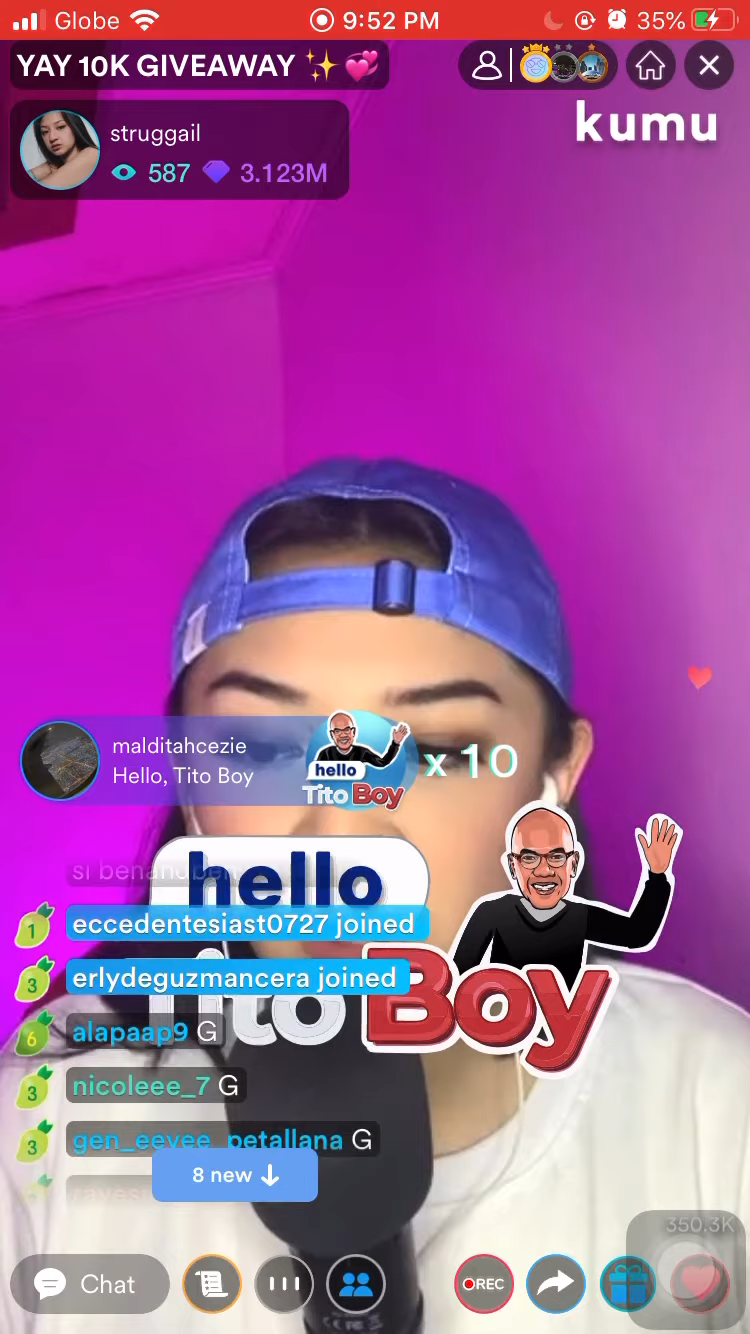 Globe
9:52 PM
35%
YAY 10K GIVEAWAY ✨💞
kumu
struggail
587
3.123M
malditahcezie
Hello, Tito Boy
hello
Tito Boy
x 10
hello
Tito Boy
1
eccedentesiast0727 joined
3
erlydeguzmancera joined
6
alapaap9 G
3
nicoleee_7 G
3
gen_eevee_petallana G
8 new ↓
350.3K
Chat
REC